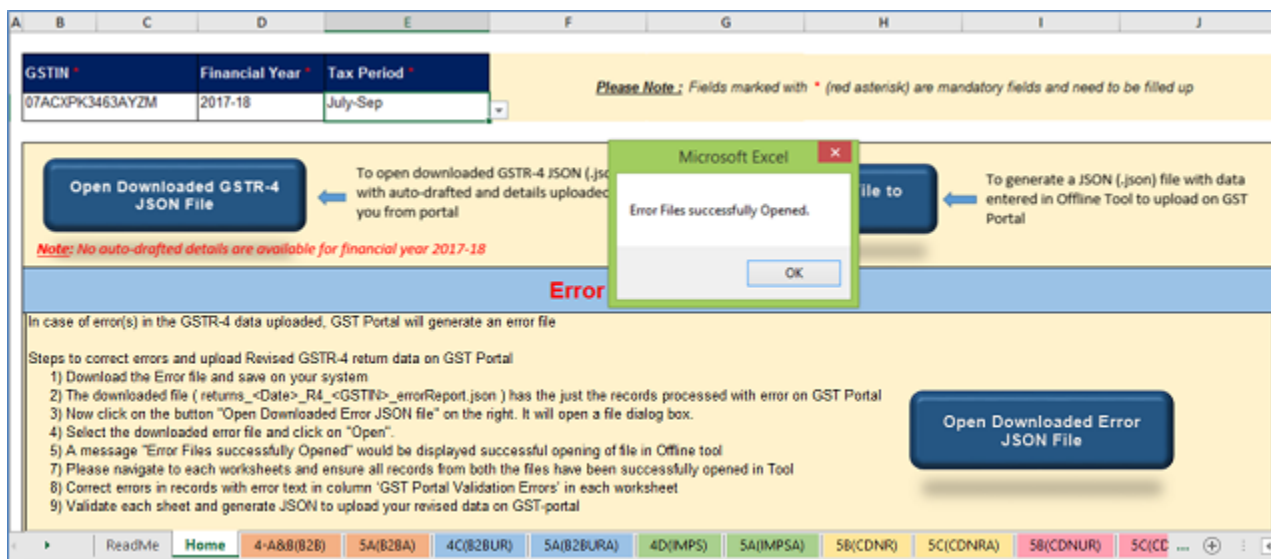 A B C D E F G H I J
GSTIN * Financial Year * Tax Period *
07ACXPK3463AYZM 2017-18 July-Sep
Please Note : Fields marked with * (red asterisk) are mandatory fields and need to be filled up
Open Downloaded GSTR-4
JSON File
To open downloaded GSTR-4 JSON (.jso
with auto-drafted and details uploaded
you from portal
Note: No auto-drafted details are available for financial year 2017-18
Microsoft Excel
Error Files successfully Opened.
OK
ile to
To generate a JSON (.json) file with data
entered in Offline Tool to upload on GST
Portal
Error
In case of error(s) in the GSTR-4 data uploaded, GST Portal will generate an error file
Steps to correct errors and upload Revised GSTR-4 return data on GST Portal
1) Download the Error file and save on your system
2) The downloaded file ( returns_<Date>_R4_<GSTIN>_errorReport.json ) has the just the records processed with error on GST Portal
3) Now click on the button "Open Downloaded Error JSON file" on the right. It will open a file dialog box.
4) Select the downloaded error file and click on "Open".
5) A message "Error Files successfully Opened" would be displayed successful opening of file in Offline tool
7) Please navigate to each worksheets and ensure all records from both the files have been successfully opened in Tool
8) Correct errors in records with error text in column 'GST Portal Validation Errors' in each worksheet
9) Validate each sheet and generate JSON to upload your revised data on GST-portal
Open Downloaded Error
JSON File
ReadMe Home 4-A&B(B2B) 5A(B2BA) 4C(B2BUR) 5A(B2BURA) 4D(IMPS) 5A(IMPSA) 5B(CDNR) 5C(CDNRA) 5B(CDNUR) 5C(CD ...